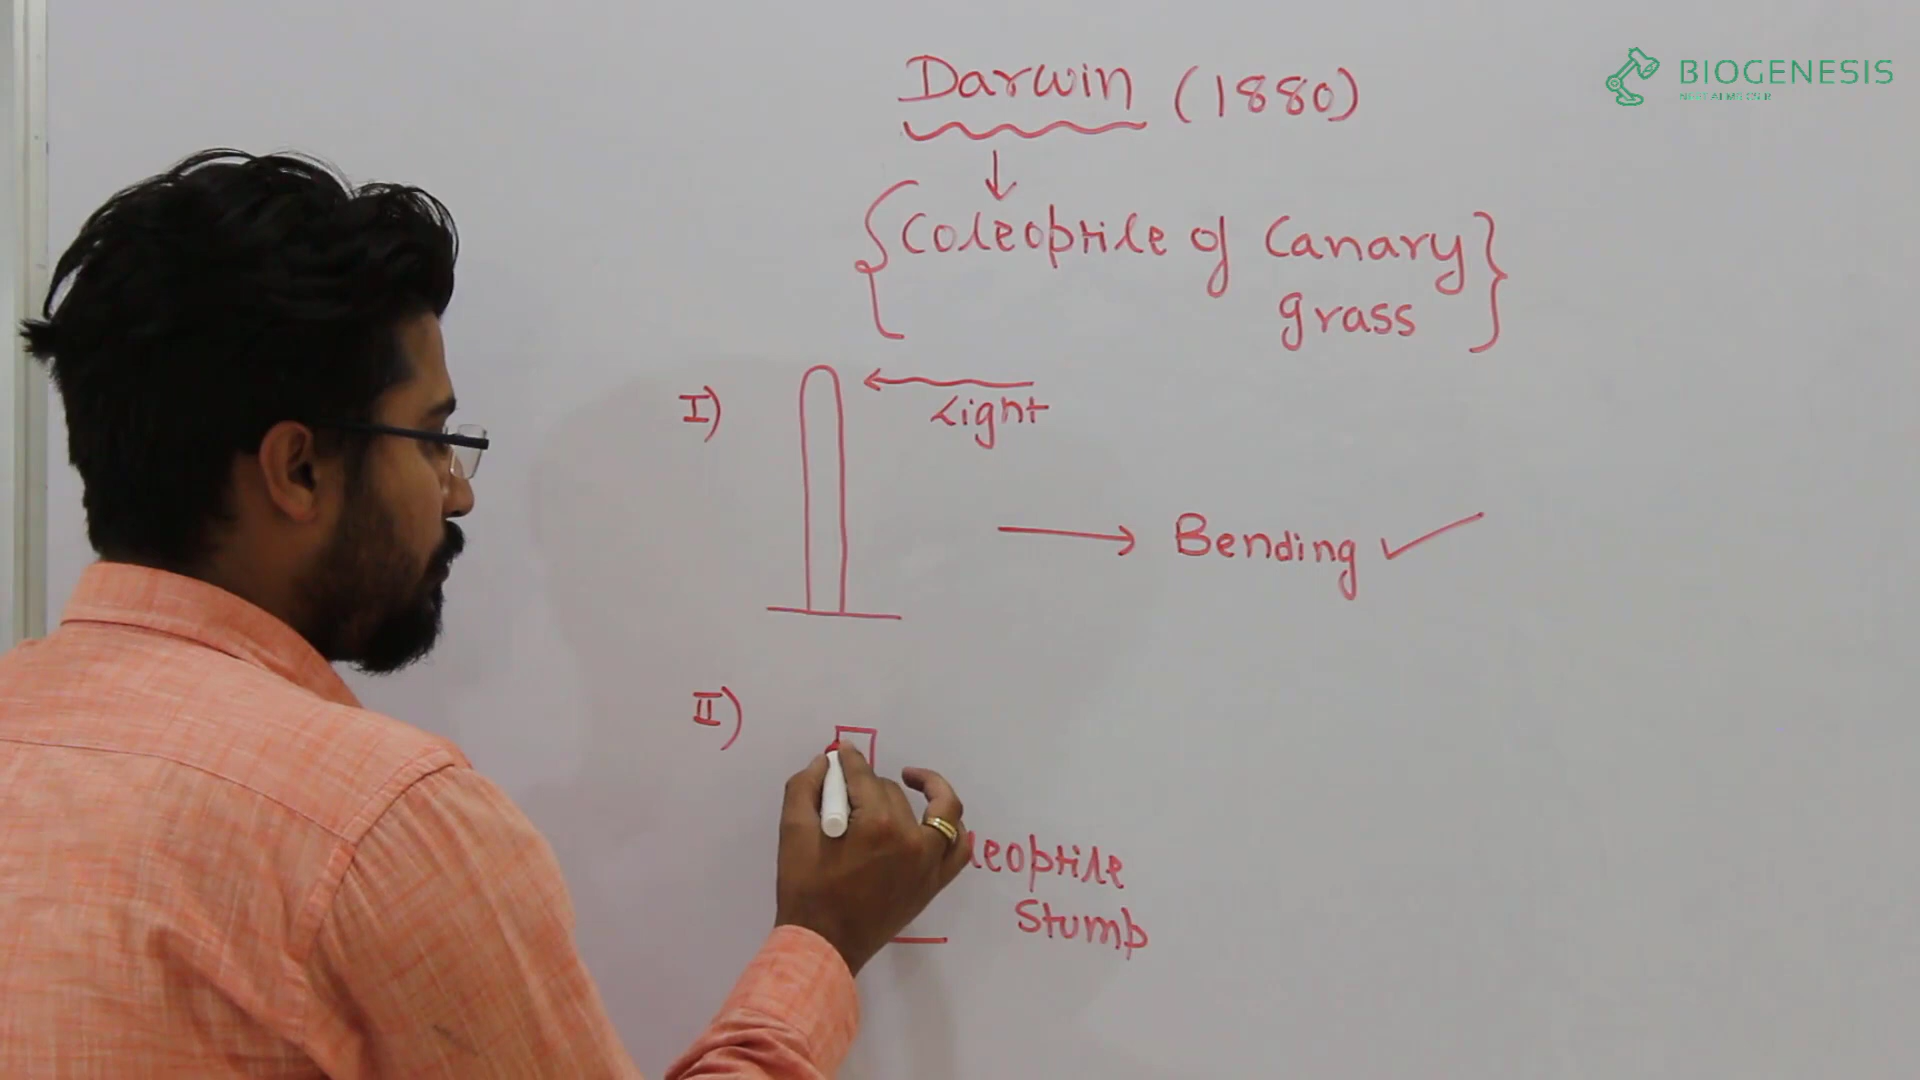 BIOGENESIS
Darwin (1880)
Coleoptile of Canary
grass
I)
Light
Bending
II)
leoptile
Stump